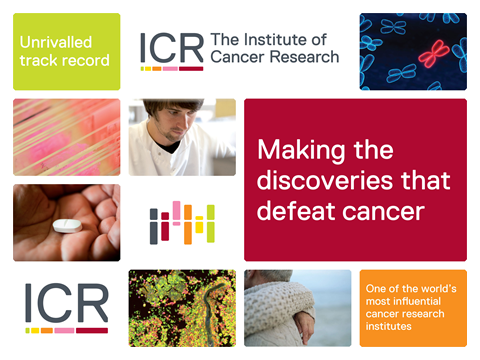 Unrivalled
track record
ICR The Institute of
Cancer Research
Making the
discoveries that
defeat cancer
ICR
One of the world's
most influential
cancer research
institutes